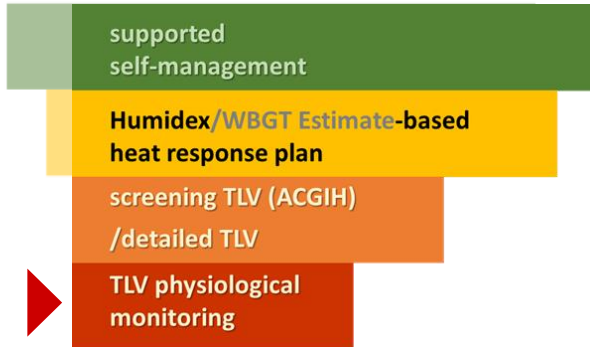 supported
self-management
Humidex/WBGT Estimate-based
heat response plan
screening TLV (ACGIH)
/detailed TLV
TLV physiological
monitoring